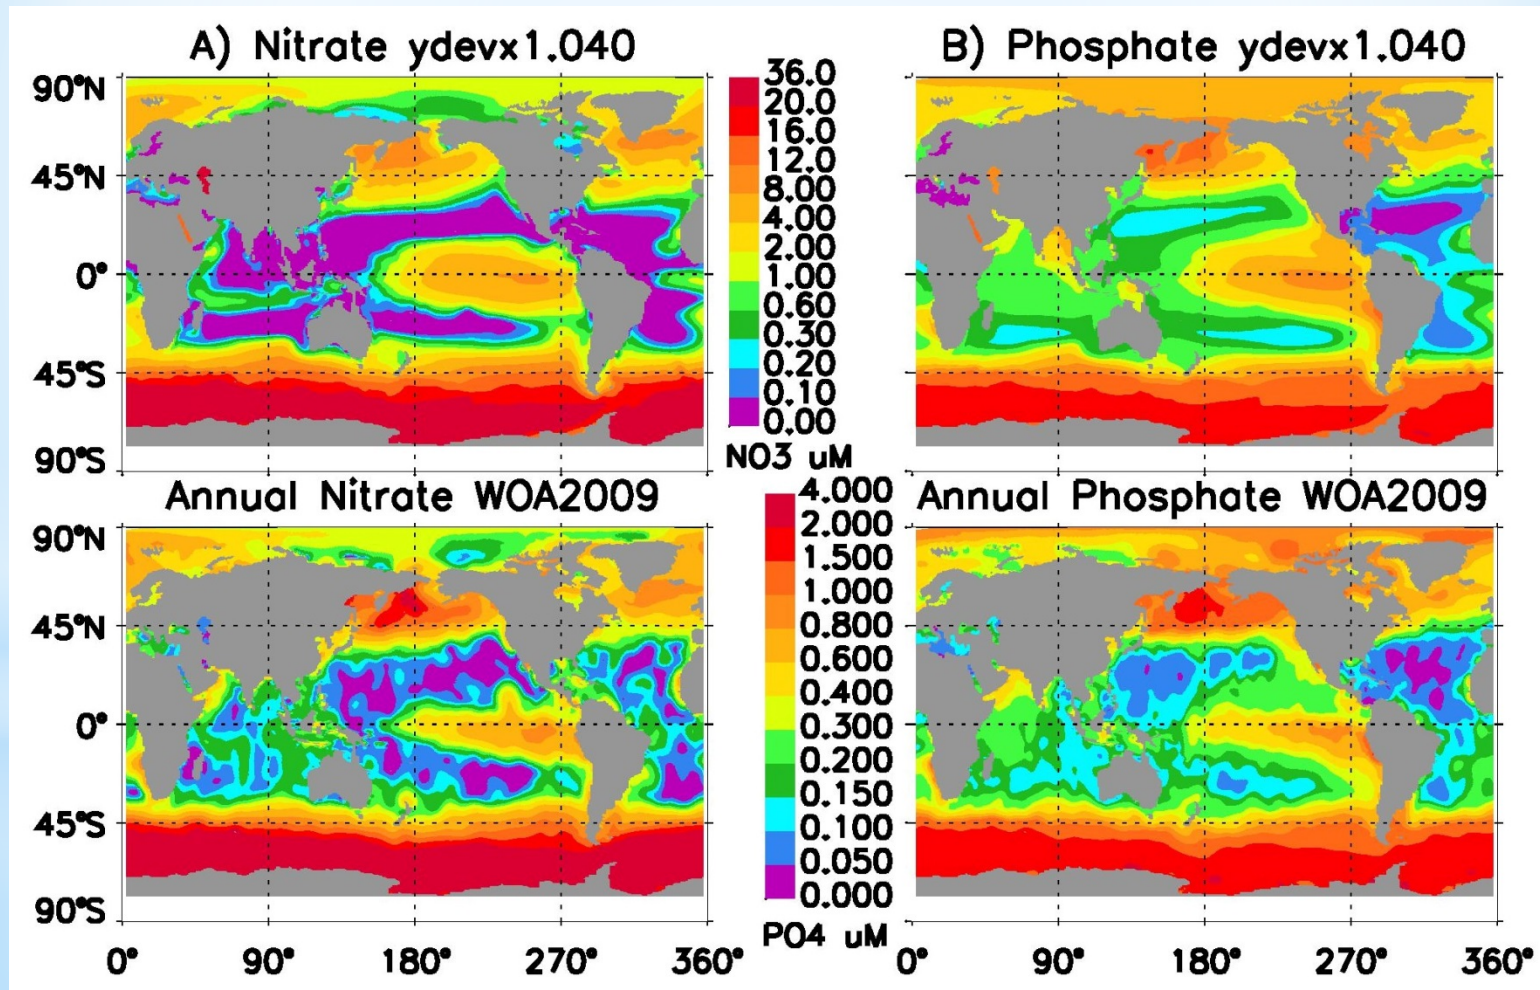 A) Nitrate ydevx1.040
B) Phosphate ydevx1.040
90°N
45°N
0°
45°S
90°S
36.0
20.0
16.0
12.0
8.00
4.00
2.00
1.00
0.60
0.30
0.20
0.10
0.00
NO3 uM
Annual Nitrate WOA2009
Annual Phosphate WOA2009
90°N
45°N
0°
45°S
90°S
4.000
2.000
1.500
1.000
0.800
0.600
0.400
0.300
0.200
0.150
0.100
0.050
0.000
PO4 uM
0° 90° 180° 270° 360°
0° 90° 180° 270° 360°